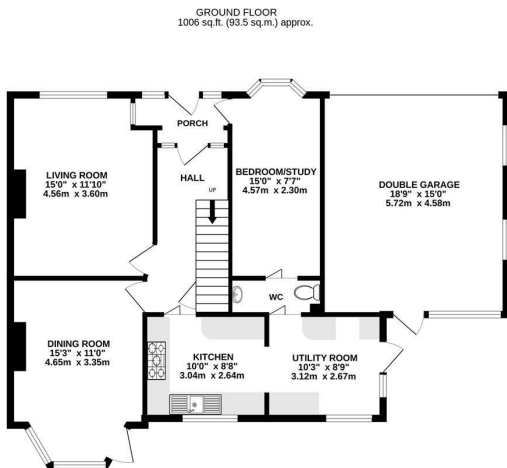 GROUND FLOOR
1006 sq.ft. (93.5 sq.m.) approx.
PORCH
HALL
UP
LIVING ROOM
15'0" x 11'10"
4.56m x 3.60m
BEDROOM/STUDY
15'0" x 7'7"
4.57m x 2.30m
DOUBLE GARAGE
18'9" x 15'0"
5.72m x 4.58m
WC
DINING ROOM
15'3" x 11'0"
4.65m x 3.35m
KITCHEN
10'0" x 8'8"
3.04m x 2.64m
UTILITY ROOM
10'3" x 8'9"
3.12m x 2.67m